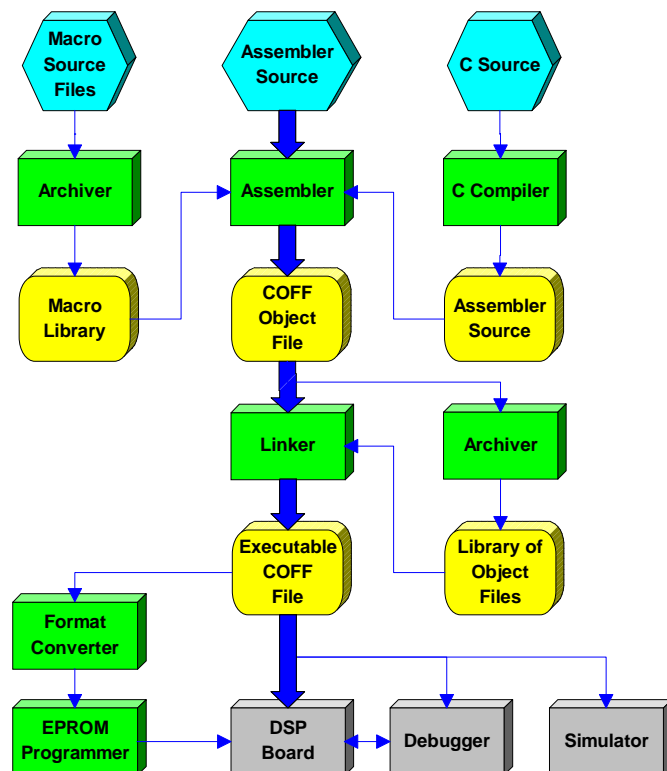 Macro
Source
Files
Assembler
Source
C Source
Archiver
Assembler
C Compiler
Macro
Library
COFF
Object
File
Assembler
Source
Linker
Archiver
Executable
COFF
File
Library of
Object
Files
Format
Converter
EPROM
Programmer
DSP
Board
Debugger
Simulator